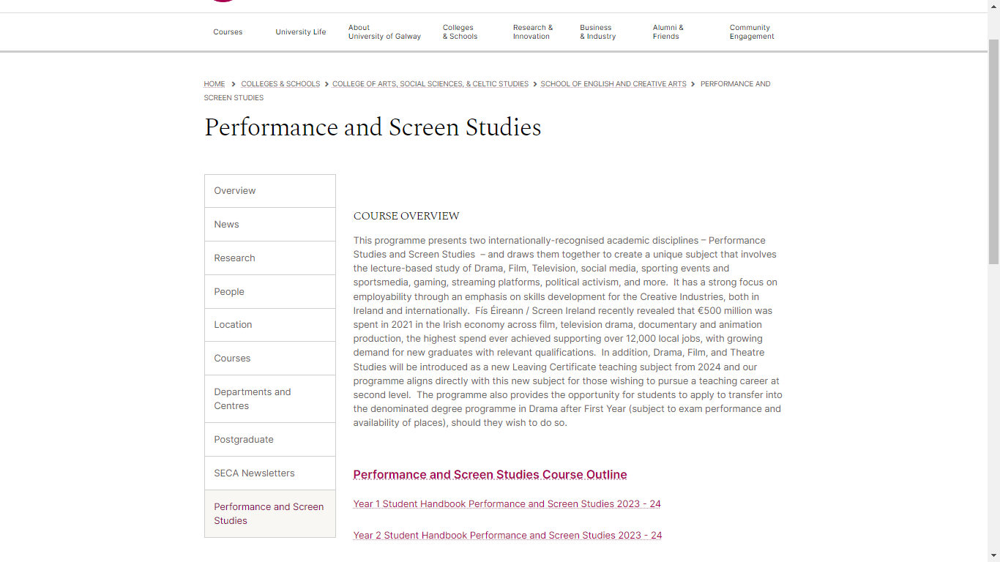 Courses
University Life
About
University of Galway
Colleges
& Schools
Research &
Innovation
Business
& Industry
Alumni &
Friends
Community
Engagement
HOME > COLLEGES & SCHOOLS > COLLEGE OF ARTS, SOCIAL SCIENCES, & CELTIC STUDIES > SCHOOL OF ENGLISH AND CREATIVE ARTS > PERFORMANCE AND
SCREEN STUDIES
Performance and Screen Studies
Overview
News
Research
People
Location
Courses
Departments and
Centres
Postgraduate
SECA Newsletters
Performance and Screen
Studies
COURSE OVERVIEW
This programme presents two internationally-recognised academic disciplines – Performance
Studies and Screen Studies – and draws them together to create a unique subject that involves
the lecture-based study of Drama, Film, Television, social media, sporting events and
sportsmedia, gaming, streaming platforms, political activism, and more. It has a strong focus on
employability through an emphasis on skills development for the Creative Industries, both in
Ireland and internationally. Fís Éireann / Screen Ireland recently revealed that €500 million was
spent in 2021 in the Irish economy across film, television drama, documentary and animation
production, the highest spend ever achieved supporting over 12,000 local jobs, with growing
demand for new graduates with relevant qualifications. In addition, Drama, Film, and Theatre
Studies will be introduced as a new Leaving Certificate teaching subject from 2024 and our
programme aligns directly with this new subject for those wishing to pursue a teaching career at
second level. The programme also provides the opportunity for students to apply to transfer into
the denominated degree programme in Drama after First Year (subject to exam performance and
availability of places), should they wish to do so.
Performance and Screen Studies Course Outline
Year 1 Student Handbook Performance and Screen Studies 2023 - 24
Year 2 Student Handbook Performance and Screen Studies 2023 - 24